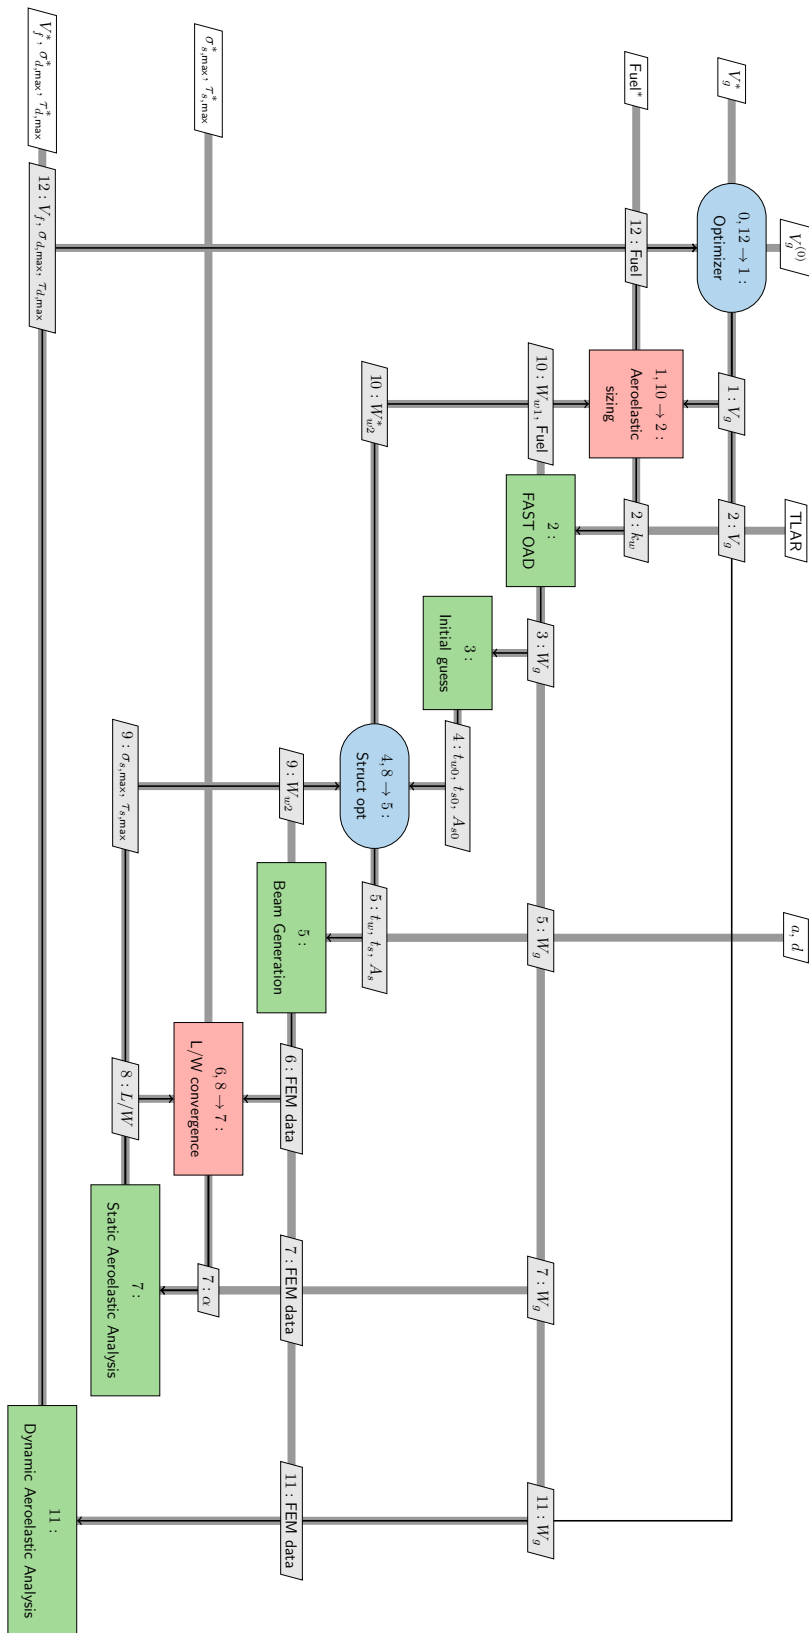 V_g^{(0)}
TLAR
a, d
V_g^*
0, 12 → 1 :
Optimizer
1 : V_g
2 : V_g
Fuel*
12 : Fuel
1, 10 → 2 :
Aeroelastic
sizing
2 : k_w
10 : W_{w1}, Fuel
2 :
FAST OAD
3 : W_g
5 : W_g
7 : W_g
11 : W_g
3 :
Initial guess
4 : t_{w0}, t_{s0}, A_{s0}
10 : W_{w2}^*
4, 8 → 5 :
Struct opt
5 : t_w, t_s, A_s
9 : W_{w2}
5 :
Beam Generation
6 : FEM data
7 : FEM data
11 : FEM data
σ_{s,max}^*, τ_{s,max}^*
6, 8 → 7 :
L/W convergence
7 : α
9 : σ_{s,max}, τ_{s,max}
8 : L/W
7 :
Static Aeroelastic Analysis
V_f^*, σ_{d,max}^*, τ_{d,max}^*
12 : V_f, σ_{d,max}, τ_{d,max}
11 :
Dynamic Aeroelastic Analysis